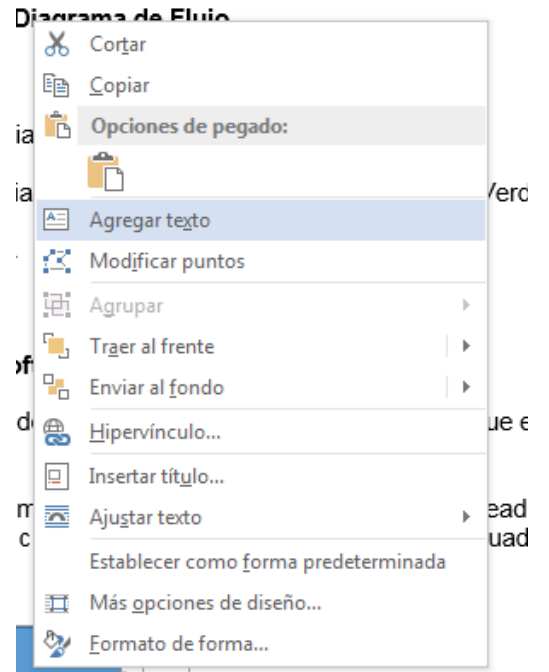 Diagrama de Flujo
Cortar
Copiar
Opciones de pegado:
Agregar texto
Modificar puntos
Agrupar
Traer al frente
Enviar al fondo
Hipervínculo...
Insertar título...
Ajustar texto
Establecer como forma predeterminada
Más opciones de diseño...
Formato de forma...